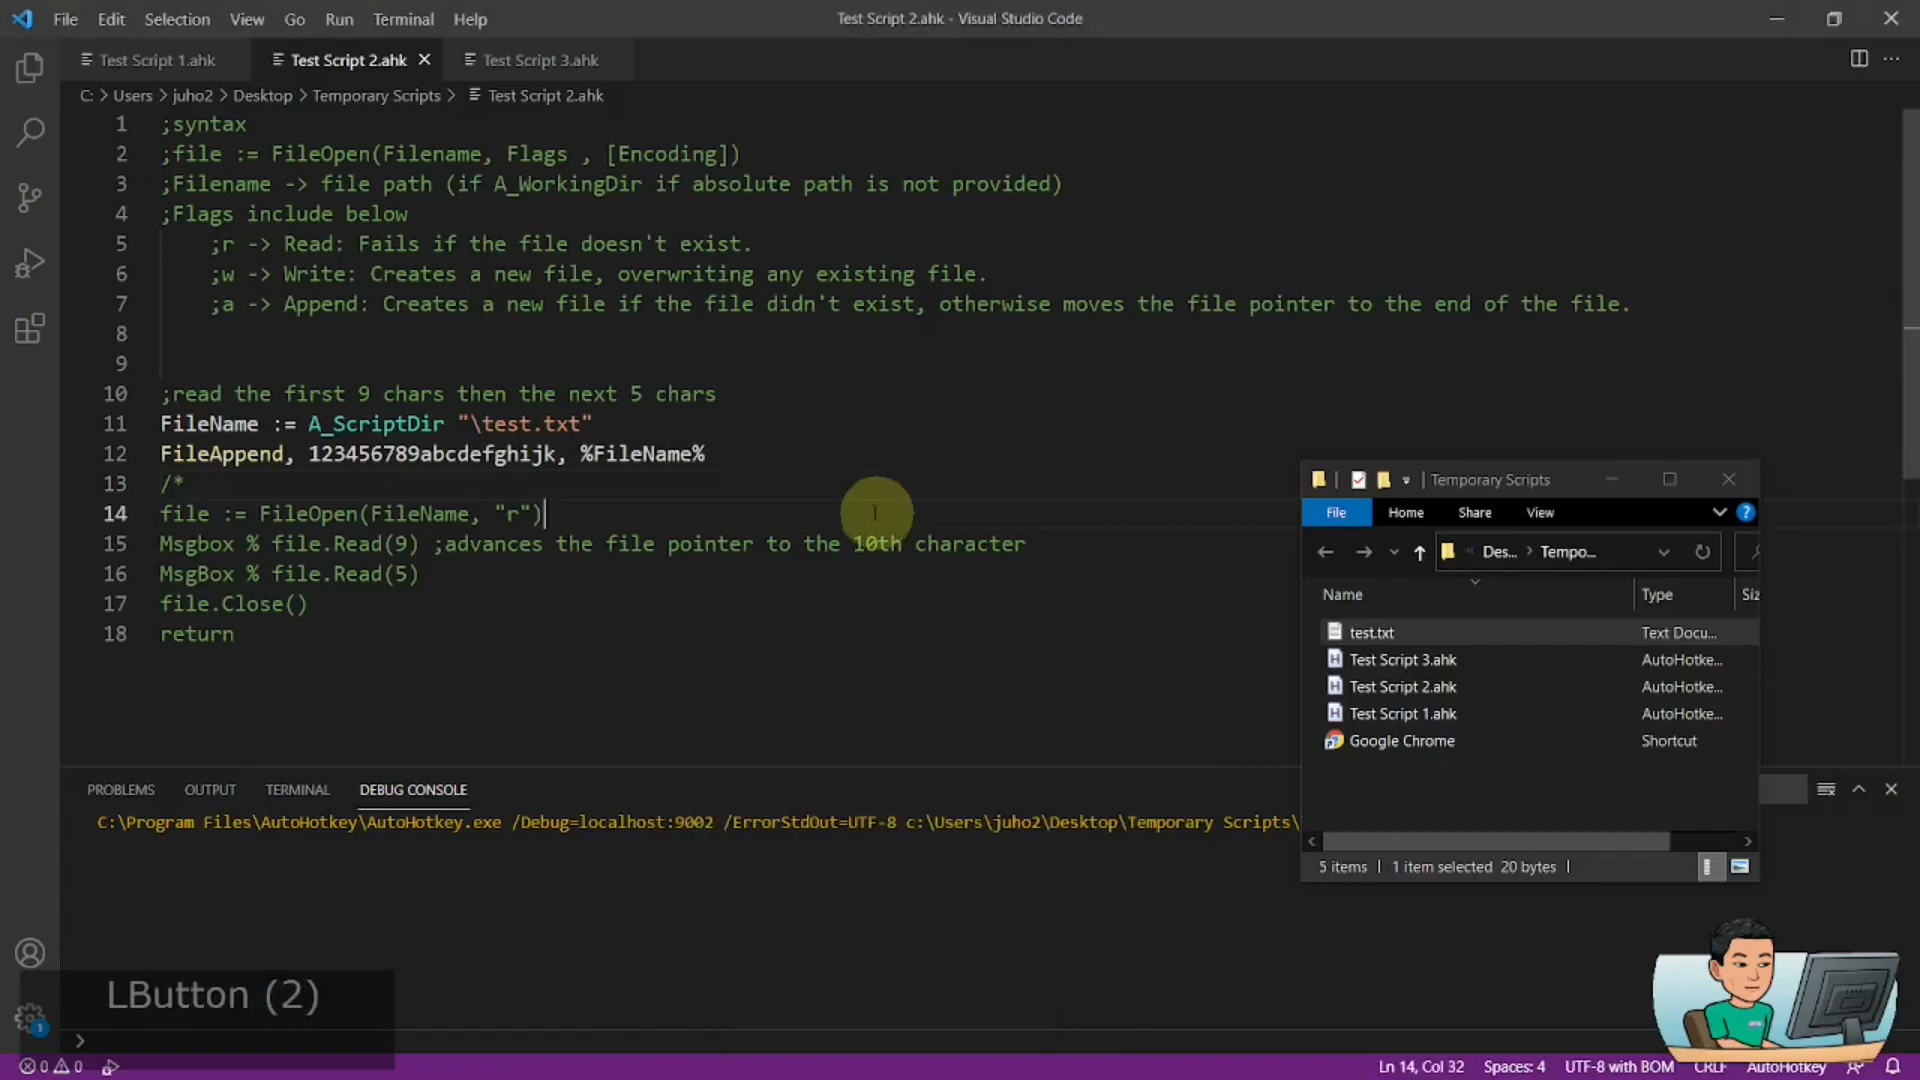 File Edit Selection View Go Run Terminal Help
Test Script 2.ahk - Visual Studio Code
Test Script 1.ahk
Test Script 2.ahk
Test Script 3.ahk
C: > Users > juho2 > Desktop > Temporary Scripts > Test Script 2.ahk
1 ;syntax
2 ;file := FileOpen(Filename, Flags , [Encoding])
3 ;Filename -> file path (if A_WorkingDir if absolute path is not provided)
4 ;Flags include below
5 ;r -> Read: Fails if the file doesn't exist.
6 ;w -> Write: Creates a new file, overwriting any existing file.
7 ;a -> Append: Creates a new file if the file didn't exist, otherwise moves the file pointer to the end of the file.
8
9
10 ;read the first 9 chars then the next 5 chars
11 FileName := A_ScriptDir "\test.txt"
12 FileAppend, 123456789abcdefghijk, %FileName%
13 /*
14 file := FileOpen(FileName, "r")
15 Msgbox % file.Read(9) ;advances the file pointer to the 10th character
16 MsgBox % file.Read(5)
17 file.Close()
18 return
Temporary Scripts
File Home Share View
Des... > Tempo...
Name Type Siz
test.txt Text Docu...
Test Script 3.ahk AutoHotke...
Test Script 2.ahk AutoHotke...
Test Script 1.ahk AutoHotke...
Google Chrome Shortcut
5 items 1 item selected 20 bytes
PROBLEMS OUTPUT TERMINAL DEBUG CONSOLE
C:\Program Files\AutoHotkey\AutoHotkey.exe /Debug=localhost:9002 /ErrorStdOut=UTF-8 c:\Users\juho2\Desktop\Temporary Scripts\
LButton (2)
1
0 0
Ln 14, Col 32 Spaces: 4 UTF-8 with BOM CRLF AutoHotkey